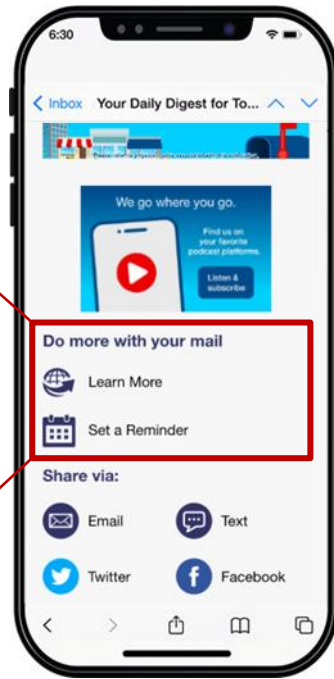 6:30
Inbox Your Daily Digest for To...
We go where you go.
Find us on
your favorite
podcast platforms.
Listen &
subscribe
Do more with your mail
Learn More
Set a Reminder
Share via:
Email Text
Twitter Facebook